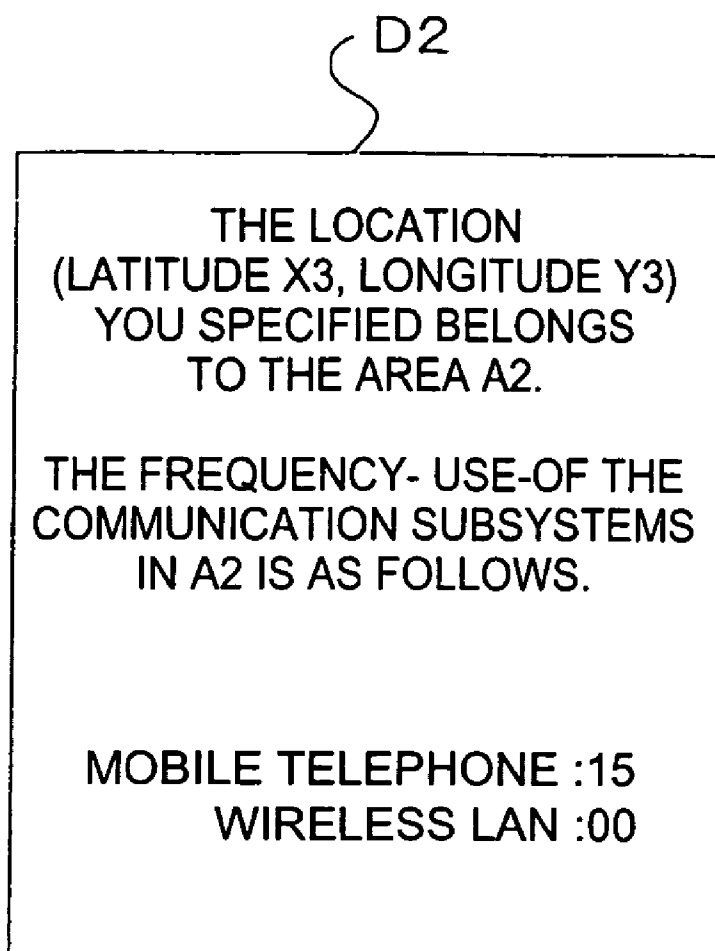 D2
THE LOCATION
(LATITUDE X3, LONGITUDE Y3)
YOU SPECIFIED BELONGS
TO THE AREA A2.
THE FREQUENCY- USE-OF THE
COMMUNICATION SUBSYSTEMS
IN A2 IS AS FOLLOWS.
MOBILE TELEPHONE :15
WIRELESS LAN :00